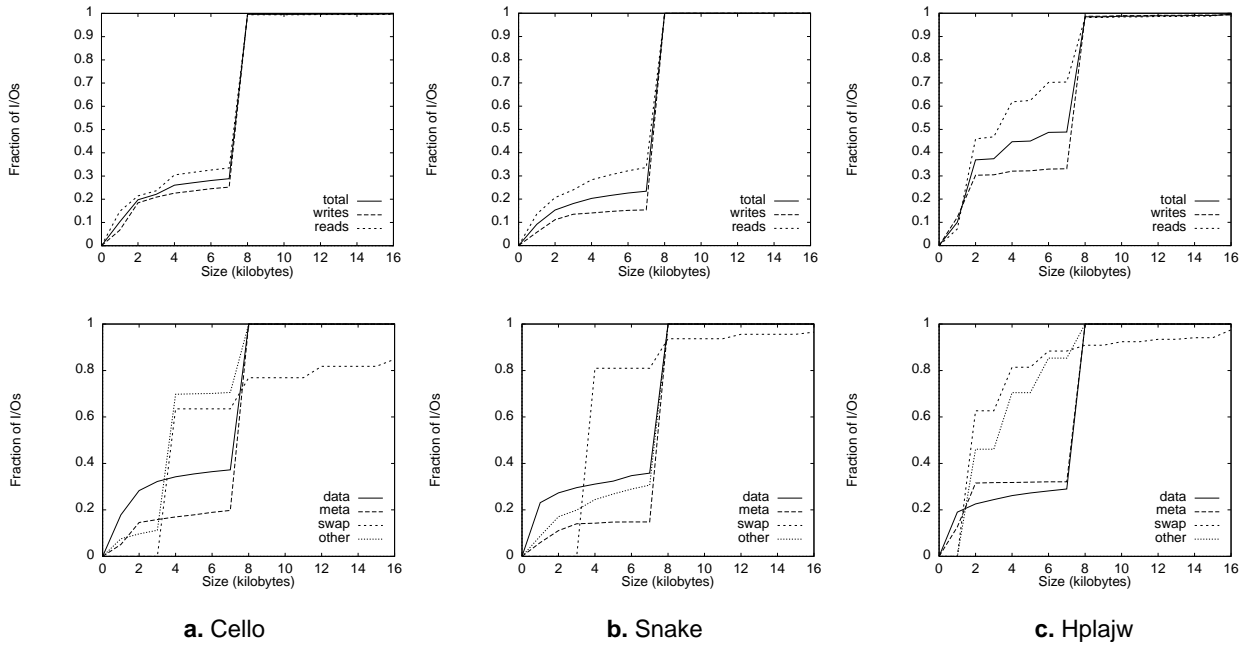 1
0.9
0.8
0.7
0.6
0.5
0.4
0.3
0.2
0.1
0
Fraction of I/Os
total
writes
reads
0 2 4 6 8 10 12 14 16
Size (kilobytes)
1
0.9
0.8
0.7
0.6
0.5
0.4
0.3
0.2
0.1
0
Fraction of I/Os
total
writes
reads
0 2 4 6 8 10 12 14 16
Size (kilobytes)
1
0.9
0.8
0.7
0.6
0.5
0.4
0.3
0.2
0.1
0
Fraction of I/Os
total
writes
reads
0 2 4 6 8 10 12 14 16
Size (kilobytes)
1
0.8
0.6
0.4
0.2
0
Fraction of I/Os
data
meta
swap
other
0 2 4 6 8 10 12 14 16
Size (kilobytes)
1
0.8
0.6
0.4
0.2
0
Fraction of I/Os
data
meta
swap
other
0 2 4 6 8 10 12 14 16
Size (kilobytes)
1
0.8
0.6
0.4
0.2
0
Fraction of I/Os
data
meta
swap
other
0 2 4 6 8 10 12 14 16
Size (kilobytes)
a. Cello
b. Snake
c. Hplajw